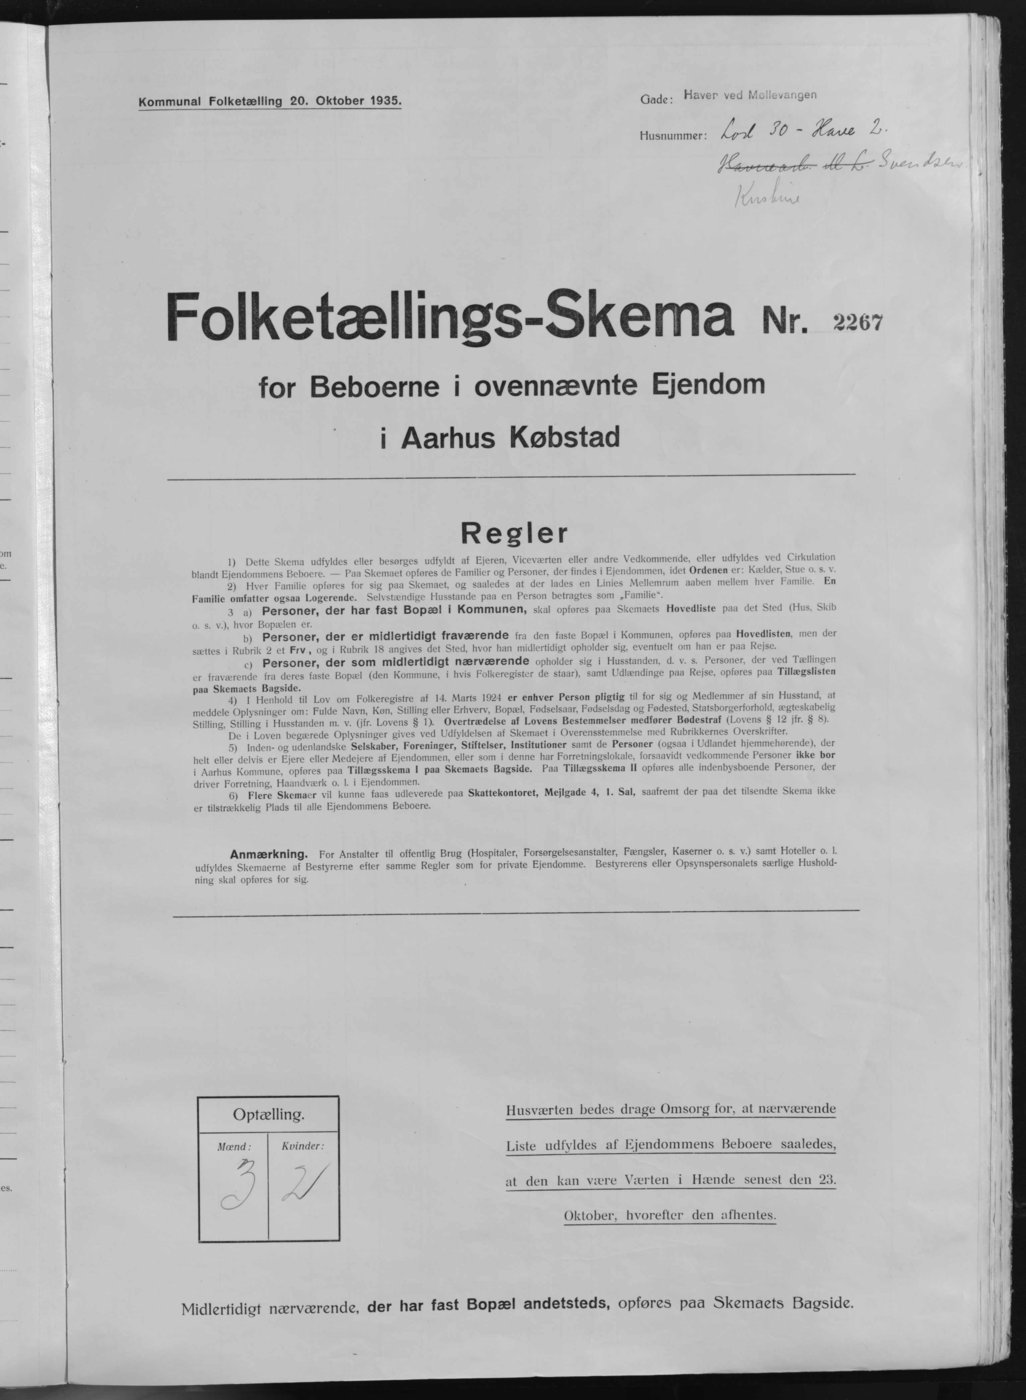 Kommunal Folketælling 20. Oktober 1935.
Gade: Haver ved Møllevangen
Husnummer: Lod 30 - Have 2.
Svendsen
Kirstine
Folketællings-Skema Nr. 2267
for Beboerne i ovennævnte Ejendom
i Aarhus Købstad
Regler
1) Dette Skema udfyldes eller besørges udfyldt af Ejeren, Viceværten eller andre Vedkommende, eller udfyldes ved Cirkulation
blandt Ejendommens Beboere. — Paa Skemaet opføres de Familier og Personer, der findes i Ejendommen, idet Ordenen er: Kælder, Stue o. s. v.
2) Hver Familie opføres for sig paa Skemaet, og saaledes at der lades en Linies Mellemrum aaben mellem hver Familie. En
Familie omfatter ogsaa Logerende. Selvstændige Husstande paa en Person betragtes som „Familie“.
3 a) Personer, der har fast Bopæl i Kommunen, skal opføres paa Skemaets Hovedliste paa det Sted (Hus, Skib
o. s. v.), hvor Bopælen er.
b) Personer, der er midlertidigt fraværende fra den faste Bopæl i Kommunen, opføres paa Hovedlisten, men der
sættes i Rubrik 2 et Frv., og i Rubrik 18 angives det Sted, hvor han midlertidigt opholder sig, eventuelt om han er paa Rejse.
c) Personer, der som midlertidigt nærværende opholder sig i Husstanden, d. v. s. Personer, der ved Tællingen
er fraværende fra deres faste Bopæl (den Kommune, i hvis Folkeregister de staar), samt Udlændinge paa Rejse, opføres paa Tillægslisten
paa Skemaets Bagside.
4) I Henhold til Lov om Folkeregistre af 14. Marts 1924 er enhver Person pligtig til for sig og Medlemmer af sin Husstand, at
meddele Oplysninger om: Fulde Navn, Køn, Stilling eller Erhverv, Bopæl, Fødselsaar, Fødselsdag og Fødested, Statsborgerforhold, ægteskabelig
Stilling, Stilling i Husstanden m. v. (jfr. Lovens § 1). Overtrædelse af Lovens Bestemmelser medfører Bødestraf (Lovens § 12 jfr. § 8).
De i Loven begærede Oplysninger gives ved Udfyldelsen af Skemaet i Overensstemmelse med Rubrikkernes Overskrifter.
5) Inden- og udenlandske Selskaber, Foreninger, Stiftelser, Institutioner samt de Personer (ogsaa i Udlandet hjemmehørende), der
helt eller delvis er Ejere eller Medejere af Ejendommen, eller som i denne har Forretningslokale, forsaavidt vedkommende Personer ikke bor
i Aarhus Kommune, opføres paa Tillægsskema I paa Skemaets Bagside. Paa Tillægsskema II opføres alle indenbysboende Personer, der
driver Forretning, Haandværk o. l. i Ejendommen.
6) Flere Skemaer vil kunne faas udleverede paa Skattekontoret, Mejlgade 4, 1. Sal, saafremt der paa det tilsendte Skema ikke
er tilstrækkelig Plads til alle Ejendommens Beboere.
Anmærkning. For Anstalter til offentlig Brug (Hospitaler, Forsørgelsesanstalter, Fængsler, Kaserner o. s. v.) samt Hoteller o. l.
udfyldes Skemaerne af Bestyrerne efter samme Regler som for private Ejendomme. Bestyrerens eller Opsynspersonalets særlige Hushold-
ning skal opføres for sig.
Optælling.
Mænd: Kvinder:
3 2
Husværten bedes drage Omsorg for, at nærværende
Liste udfyldes af Ejendommens Beboere saaledes,
at den kan være Værten i Hænde senest den 23.
Oktober, hvorefter den afhentes.
Midlertidigt nærværende, der har fast Bopæl andetsteds, opføres paa Skemaets Bagside.